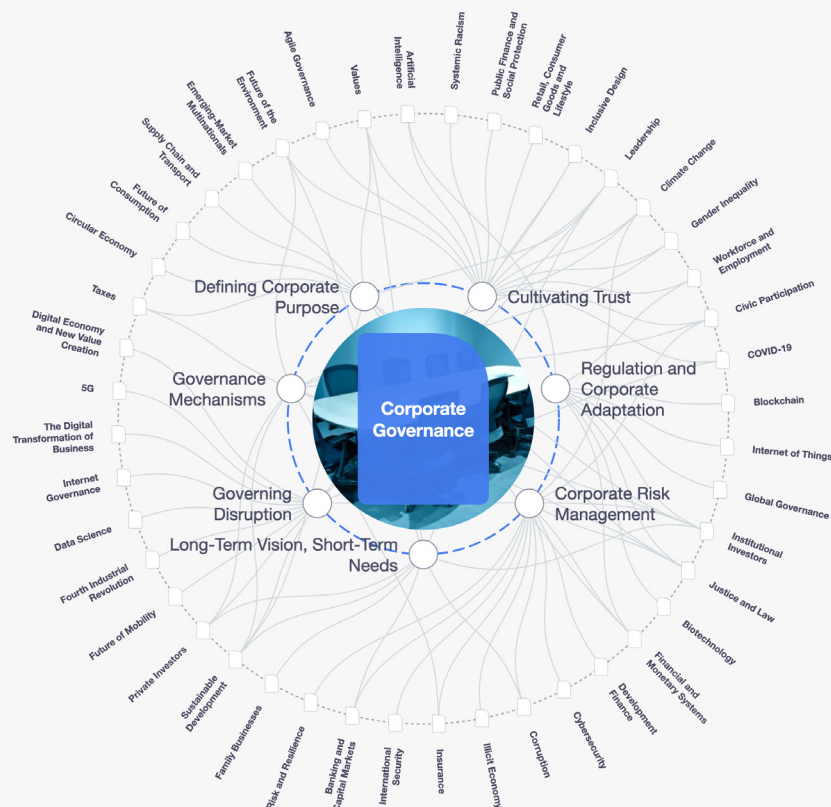 Corporate
Governance
Defining Corporate
Purpose
Cultivating Trust
Regulation and
Corporate
Adaptation
Corporate Risk
Management
Long-Term Vision, Short-Term
Needs
Governing
Disruption
Governance
Mechanisms
Artificial
Intelligence
Systemic Racism
Public Finance and
Social Protection
Retail, Consumer
Goods and
Lifestyle
Inclusive Design
Leadership
Climate Change
Gender Inequality
Workforce and
Employment
Civic Participation
COVID-19
Blockchain
Internet of Things
Global Governance
Institutional
Investors
Justice and Law
Biotechnology
Financial and
Monetary Systems
Development
Finance
Cybersecurity
Corruption
Illicit Economy
Insurance
International
Security
Banking and
apital Markets
Risk and Resilience
Family Businesses
Sustainable
Development
Private Investors
Future of Mobility
Fourth Industrial
Revolution
Data Science
Internet
Governance
The Digital
Transformation of
Business
5G
Digital Economy
and New Value
Creation
Taxes
Circular Economy
Future of
Consumption
Supply Chain and
Transport
Emerging-Market
Multinationals
Future of the
Environment
Agile Governance
Values